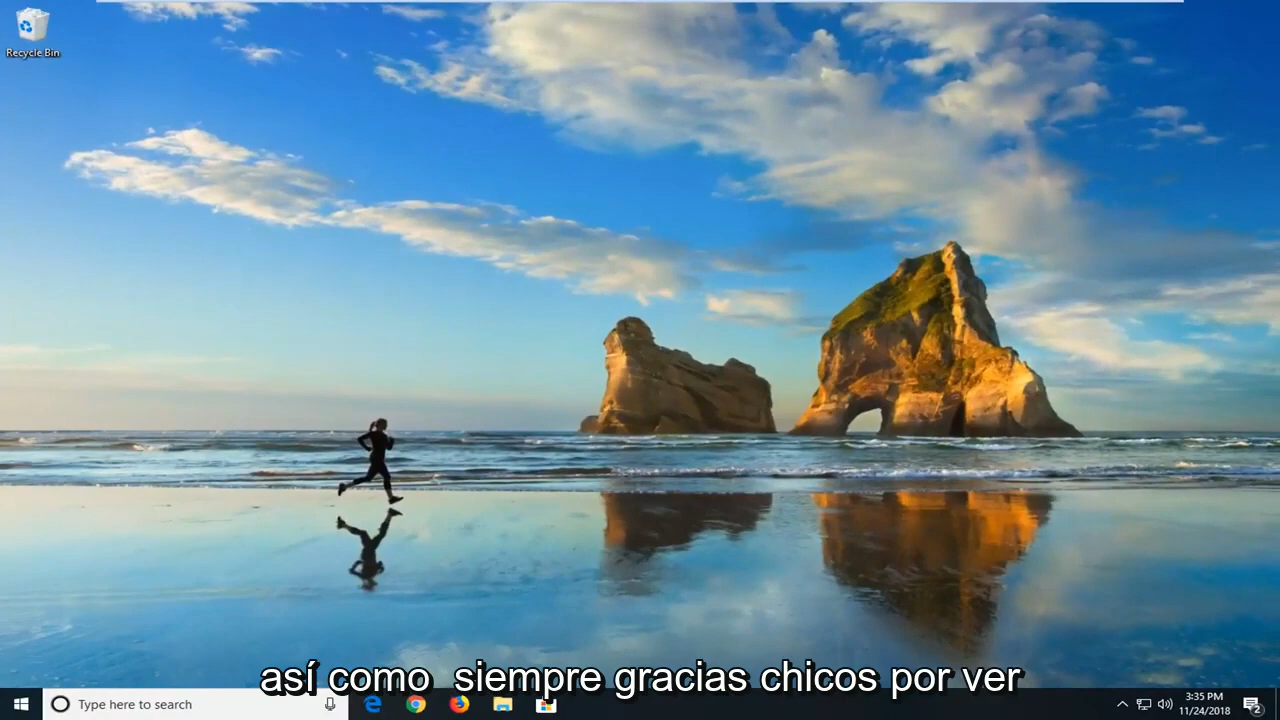 Recycle Bin
así como  siempre gracias chicos por ver
Type here to search
3:35 PM
11/24/2018
2